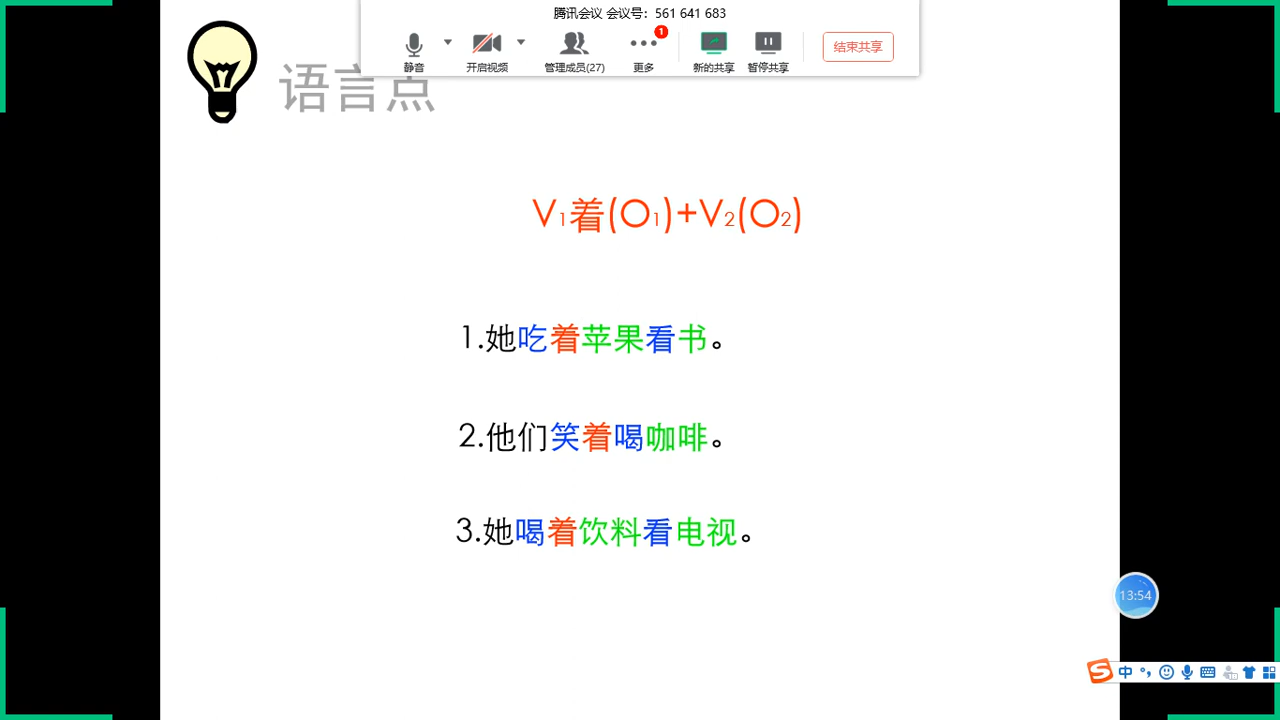 腾讯会议 会议号：561 641 683
1
静音 开启视频 管理成员(27) 更多 新的共享 暂停共享 结束共享
语言点
V₁着(O₁)+V₂(O₂)
1.她吃着苹果看书。
2.他们笑着喝咖啡。
3.她喝着饮料看电视。
13:54
S中